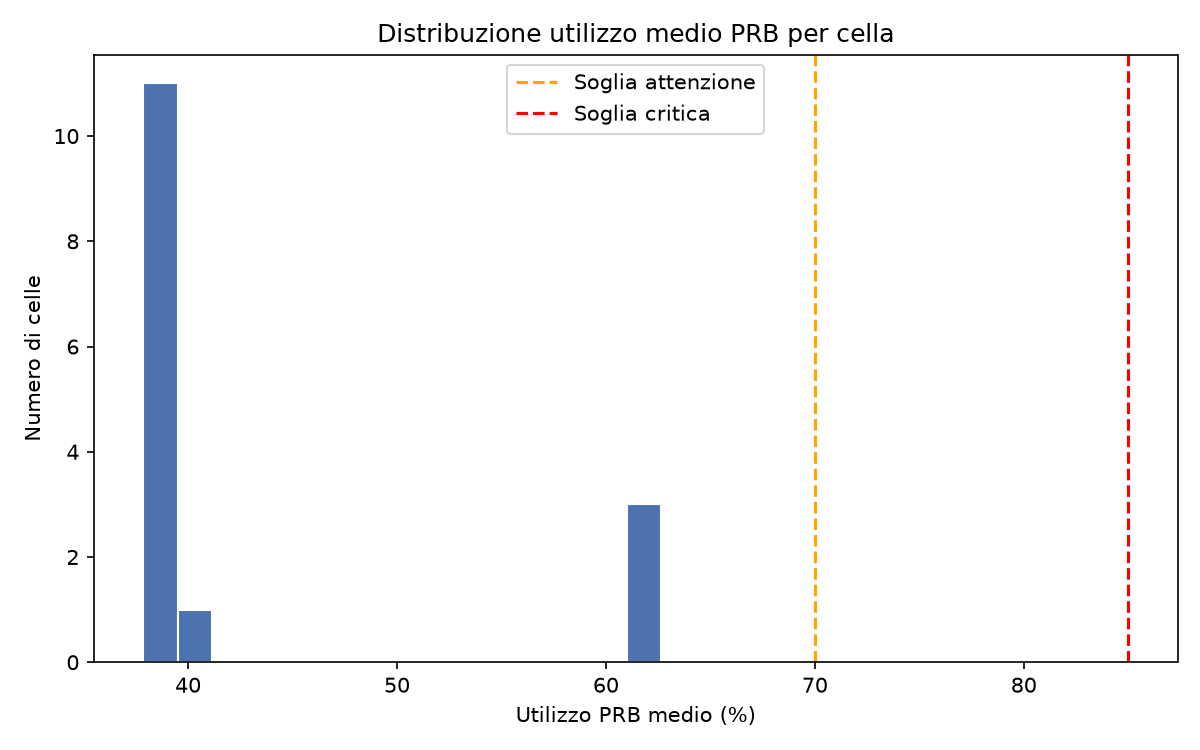 Distribuzione utilizzo medio PRB per cella
Soglia attenzione
Soglia critica
Numero di celle
10
8
6
4
2
0
40 50 60 70 80
Utilizzo PRB medio (%)